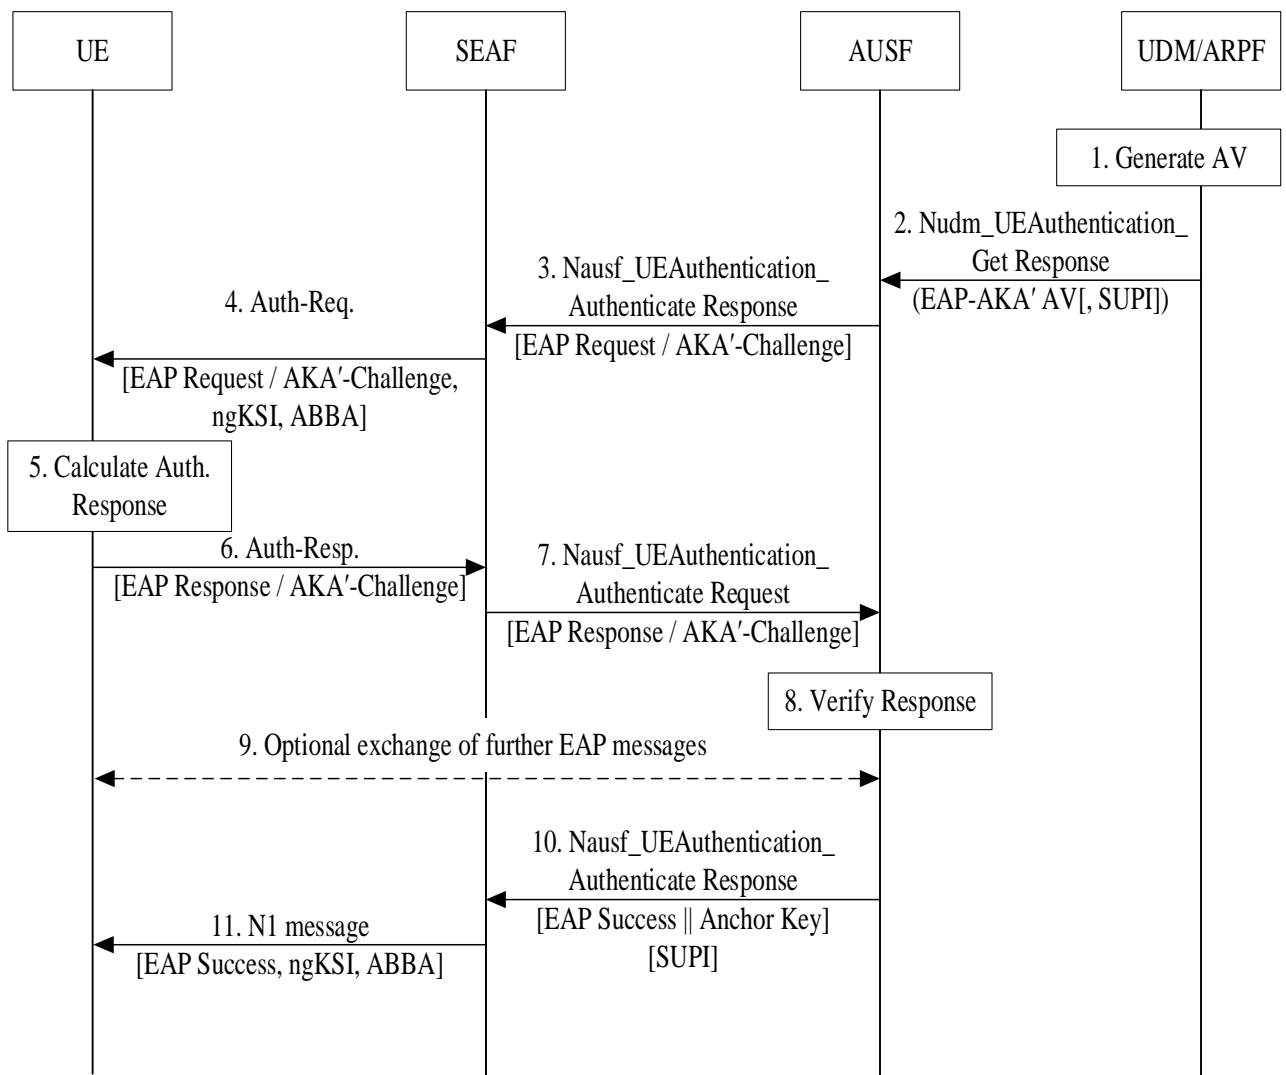 UE
SEAF
AUSF
UDM/ARPF
1. Generate AV
2. Nudm_UEAuthentication_
Get Response
(EAP-AKA′ AV[, SUPI])
3. Nausf_UEAuthentication_
Authenticate Response
[EAP Request / AKA′-Challenge]
4. Auth-Req.
[EAP Request / AKA′-Challenge,
ngKSI, ABBA]
5. Calculate Auth.
Response
6. Auth-Resp.
[EAP Response / AKA′-Challenge]
7. Nausf_UEAuthentication_
Authenticate Request
[EAP Response / AKA′-Challenge]
8. Verify Response
9. Optional exchange of further EAP messages
10. Nausf_UEAuthentication_
Authenticate Response
[EAP Success || Anchor Key]
[SUPI]
11. N1 message
[EAP Success, ngKSI, ABBA]